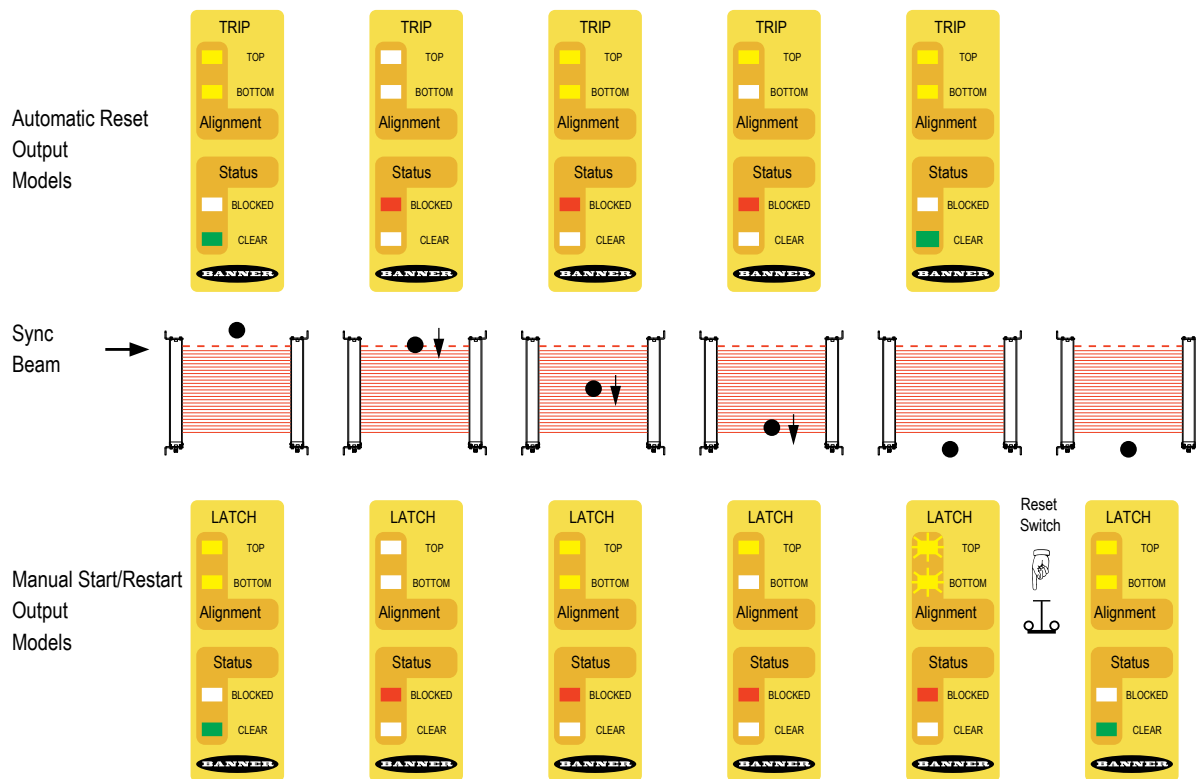 TRIP
TOP
BOTTOM
Alignment
Status
BLOCKED
CLEAR
BANNER
TRIP
TOP
BOTTOM
Alignment
Status
BLOCKED
CLEAR
BANNER
TRIP
TOP
BOTTOM
Alignment
Status
BLOCKED
CLEAR
BANNER
TRIP
TOP
BOTTOM
Alignment
Status
BLOCKED
CLEAR
BANNER
TRIP
TOP
BOTTOM
Alignment
Status
BLOCKED
CLEAR
BANNER
Automatic Reset
Output
Models
Sync
Beam
Manual Start/Restart
Output
Models
LATCH
TOP
BOTTOM
Alignment
Status
BLOCKED
CLEAR
BANNER
LATCH
TOP
BOTTOM
Alignment
Status
BLOCKED
CLEAR
BANNER
LATCH
TOP
BOTTOM
Alignment
Status
BLOCKED
CLEAR
BANNER
LATCH
TOP
BOTTOM
Alignment
Status
BLOCKED
CLEAR
BANNER
LATCH
TOP
BOTTOM
Alignment
Status
BLOCKED
CLEAR
BANNER
Reset
Switch
LATCH
TOP
BOTTOM
Alignment
Status
BLOCKED
CLEAR
BANNER